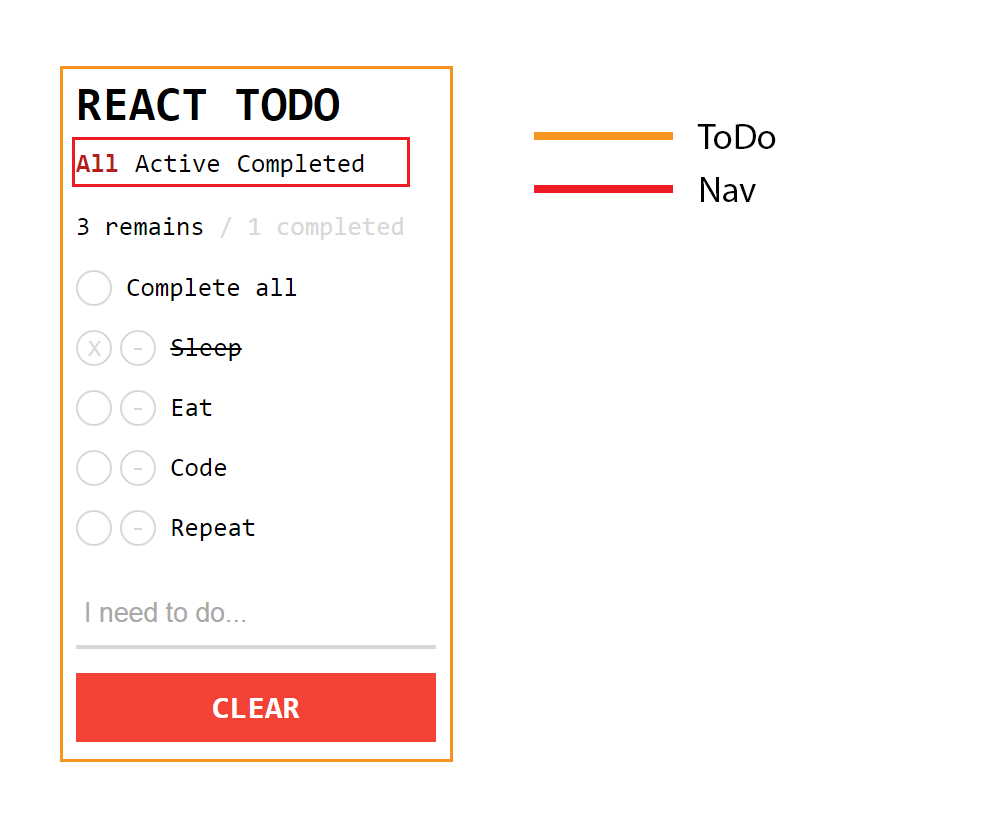 REACT TODO
All Active Completed
3 remains / 1 completed
Complete all
X - Sleep
- Eat
- Code
- Repeat
I need to do...
CLEAR
ToDo
Nav